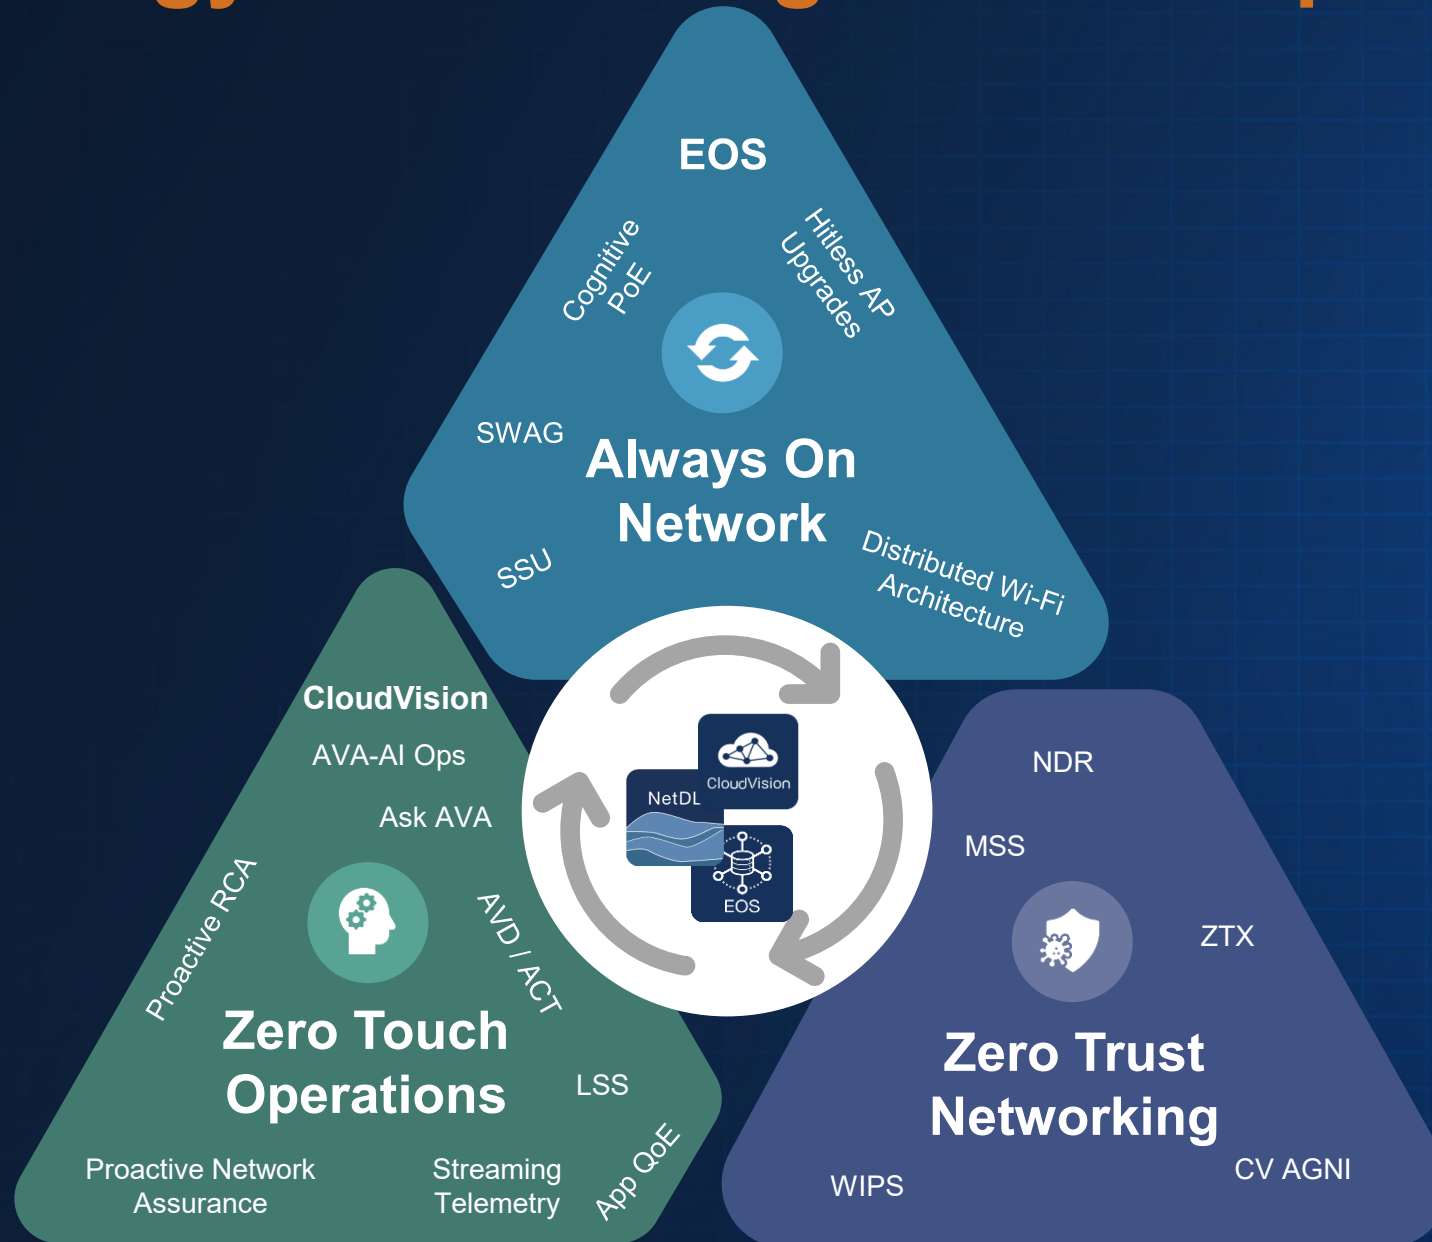 EOS
Cognitive
PoE
Hitless AP
Upgrades
SWAG
Always On
Network
SSU
Distributed Wi-Fi
Architecture
CloudVision
AVA-AI Ops
Ask AVA
Proactive RCA
AVD / ACT
Zero Touch
Operations
LSS
App QoE
Proactive Network
Assurance
Streaming
Telemetry
CloudVision
NetDL
EOS
NDR
MSS
ZTX
Zero Trust
Networking
WIPS
CV AGNI